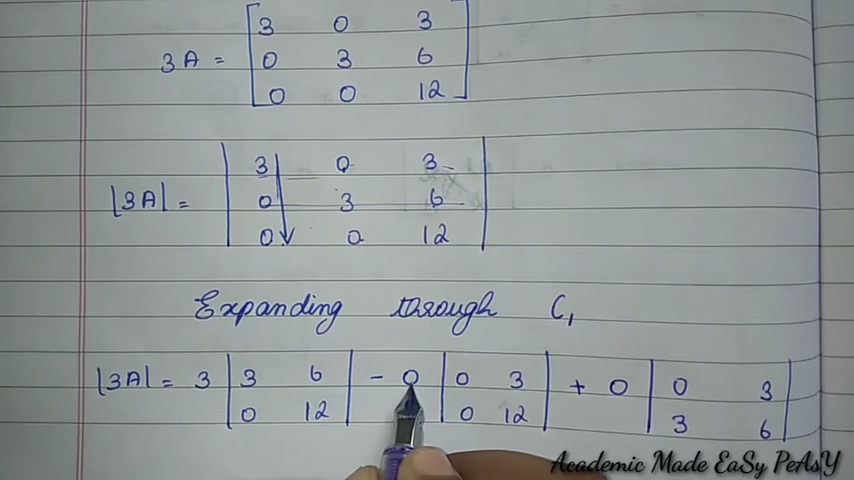 3A = [ 3 0 3
0 3 6
0 0 12 ]
|3A| = | 3 0 3
0 3 6
0 0 12 |
Expanding through C₁
|3A| = 3 | 3 6 | - 0 | 0 3 | + 0 | 0 3 |
| 0 12 | | 0 12 | | 3 6 |
Academic Made EaSy PeAsY